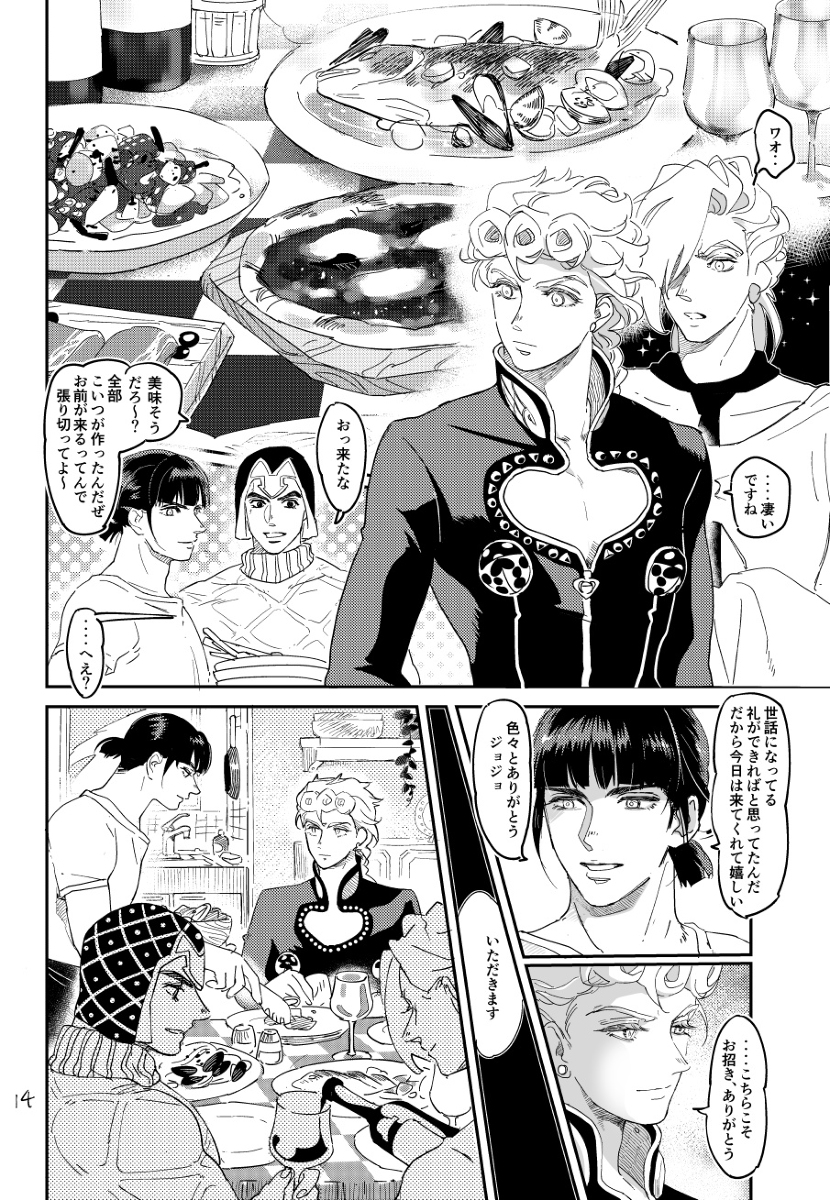 ワオ‥
‥‥凄い
ですね
おっ来たな
美味そう
だろ〜?
全部
こいつが作ったんだぜ
お前が来るってんで
張り切ってよ〜
‥‥へえ?
世話になってる
礼ができればと思ってたんだ
だから今日は来てくれて嬉しい
色々とありがとう
ジョジョ
‥‥こちらこそ
お招き、ありがとう
いただきます
14